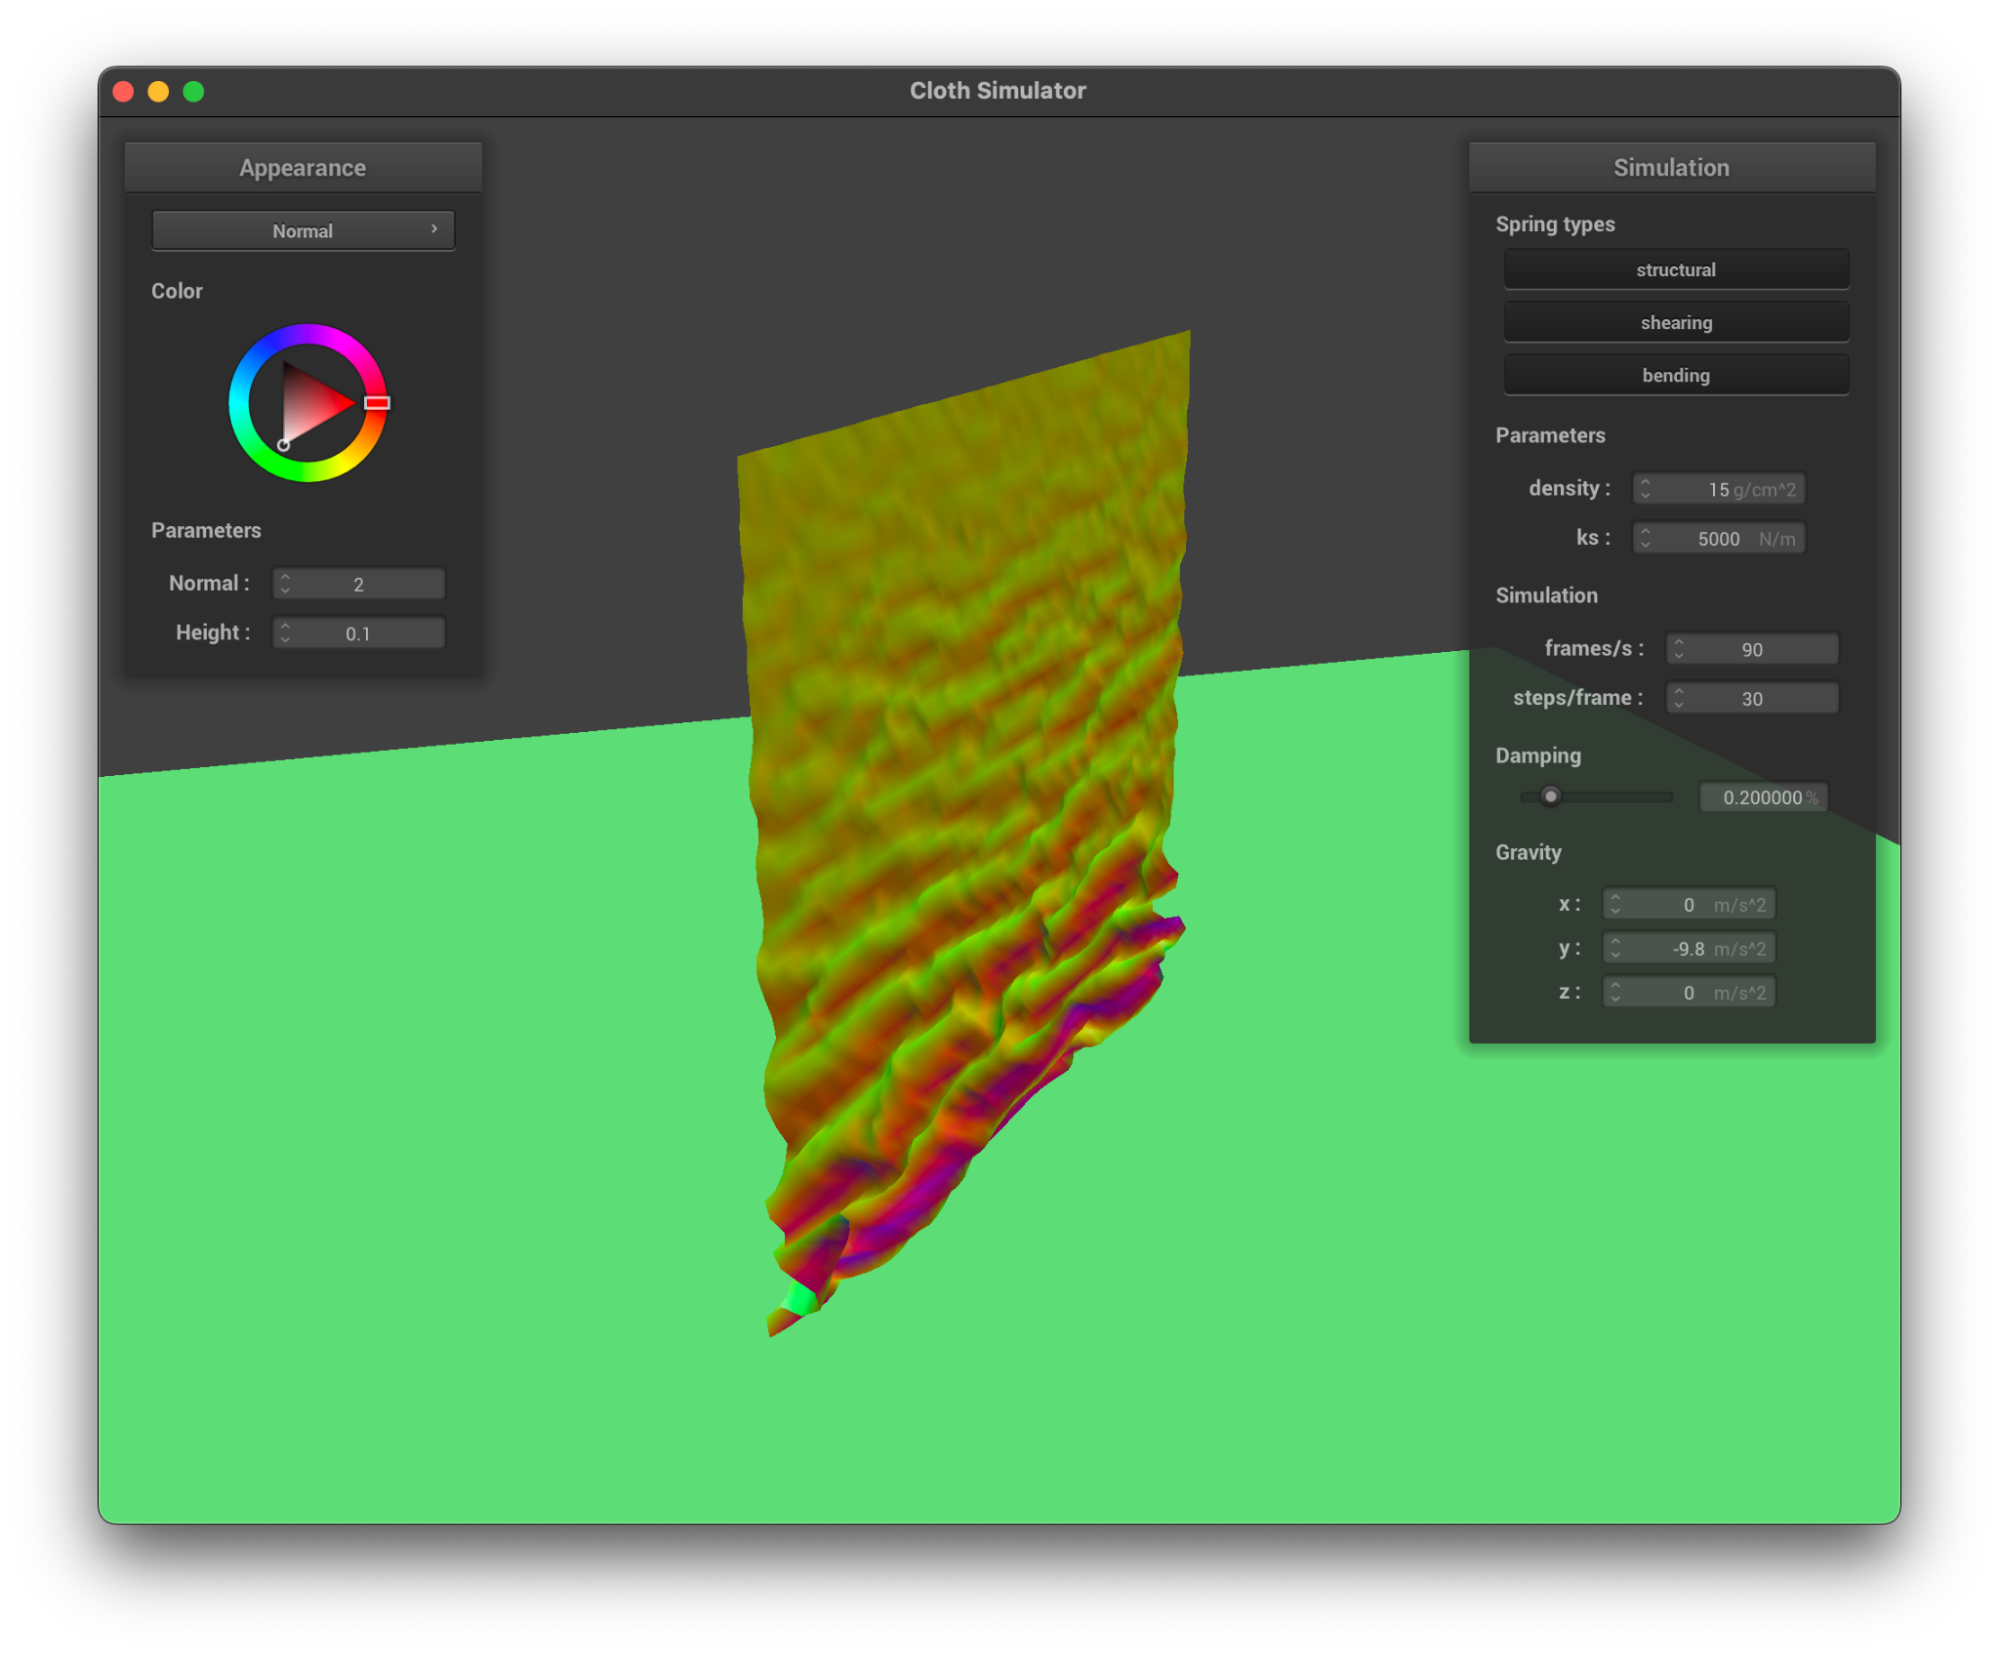 Cloth Simulator
Appearance
Normal
Color
Parameters
Normal : 2
Height : 0.1
Simulation
Spring types
structural
shearing
bending
Parameters
density : 15 g/cm^2
ks : 5000 N/m
Simulation
frames/s : 90
steps/frame : 30
Damping
0.200000 %
Gravity
x : 0 m/s^2
y : -9.8 m/s^2
z : 0 m/s^2